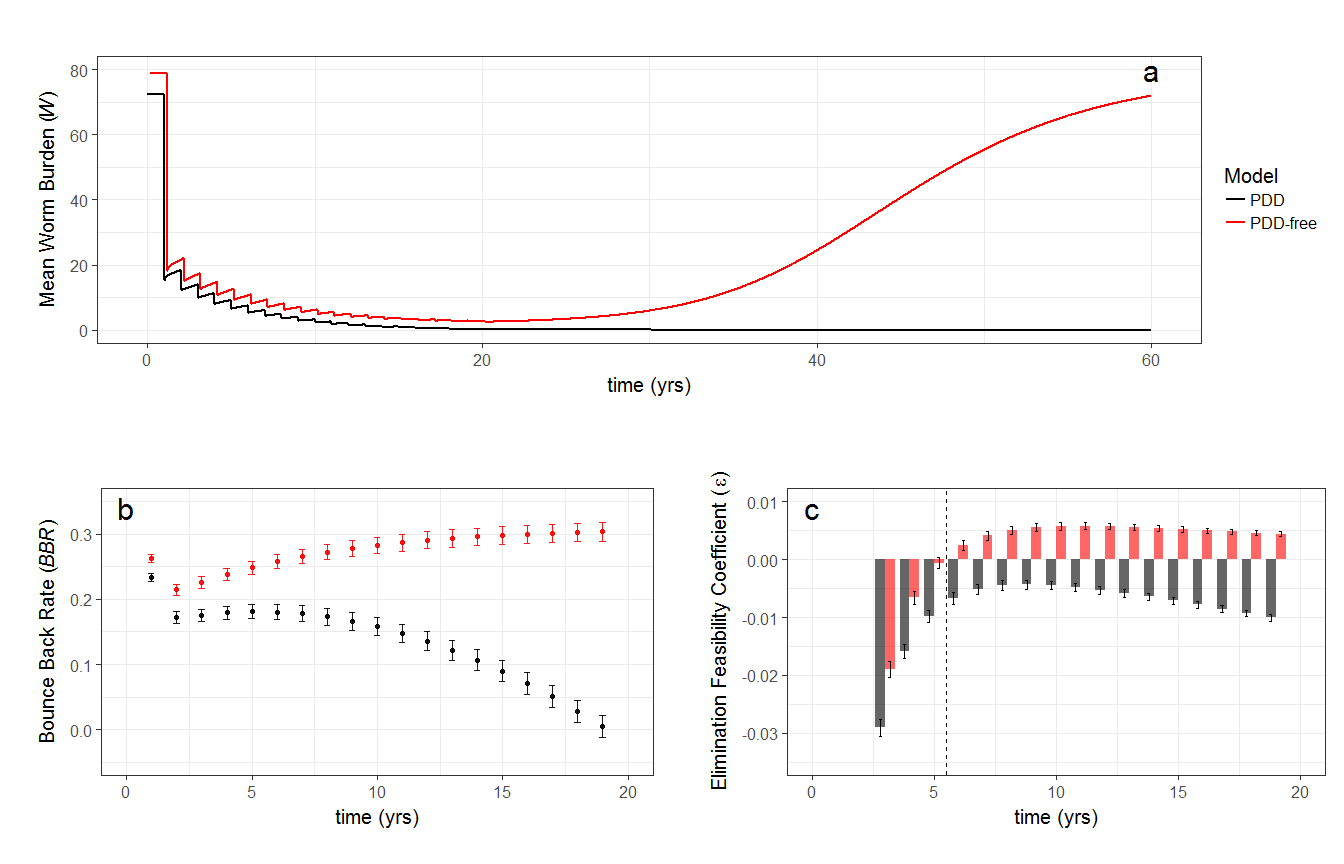 a
80
60
40
20
0
Mean Worm Burden (W)
0 20 40 60
time (yrs)
Model
PDD
PDD-free
b
0.3
0.2
0.1
0.0
Bounce Back Rate (BBR)
0 5 10 15 20
time (yrs)
c
0.01
0.00
-0.01
-0.02
-0.03
Elimination Feasibility Coefficient (ε)
0 5 10 15 20
time (yrs)